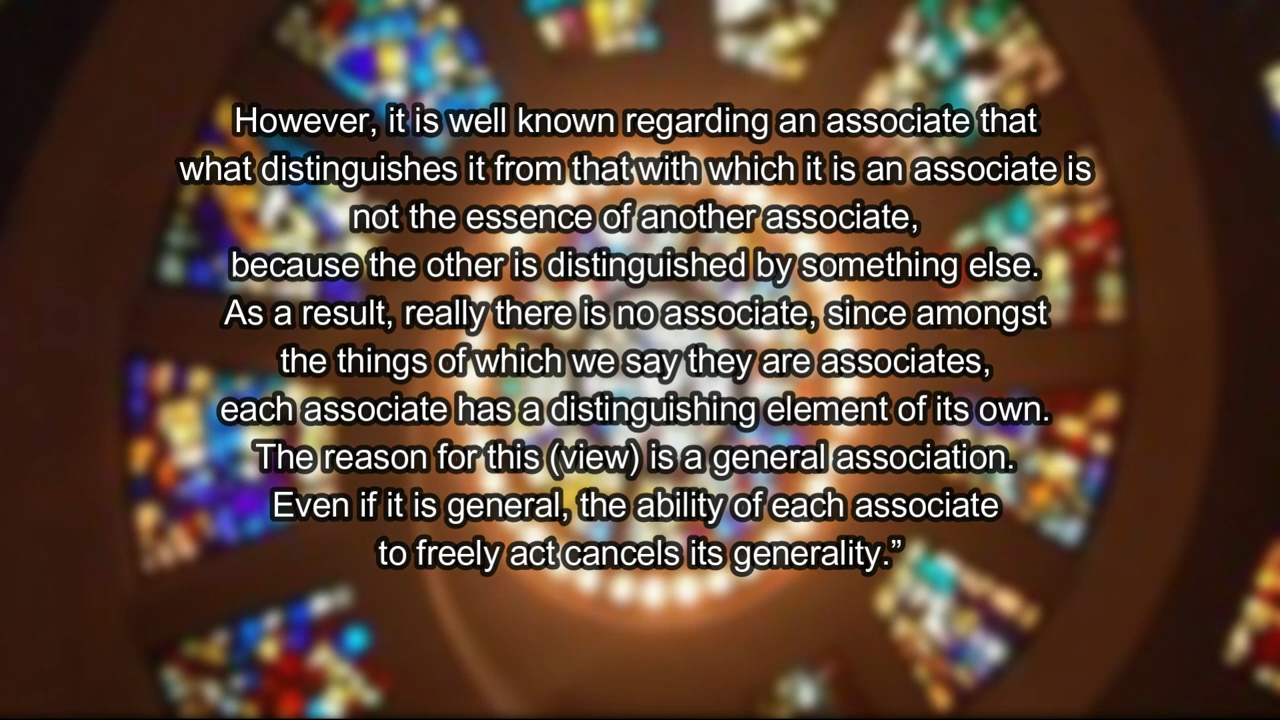 However, it is well known regarding an associate that
what distinguishes it from that with which it is an associate is
not the essence of another associate,
because the other is distinguished by something else.
As a result, really there is no associate, since amongst
the things of which we say they are associates,
each associate has a distinguishing element of its own.
The reason for this (view) is a general association.
Even if it is general, the ability of each associate
to freely act cancels its generality.”